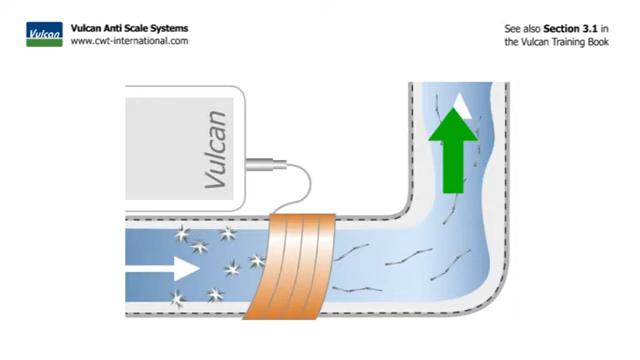 Vulcan
Vulcan Anti Scale Systems
www.cwt-international.com
See also Section 3.1 in
the Vulcan Training Book
Vulcan